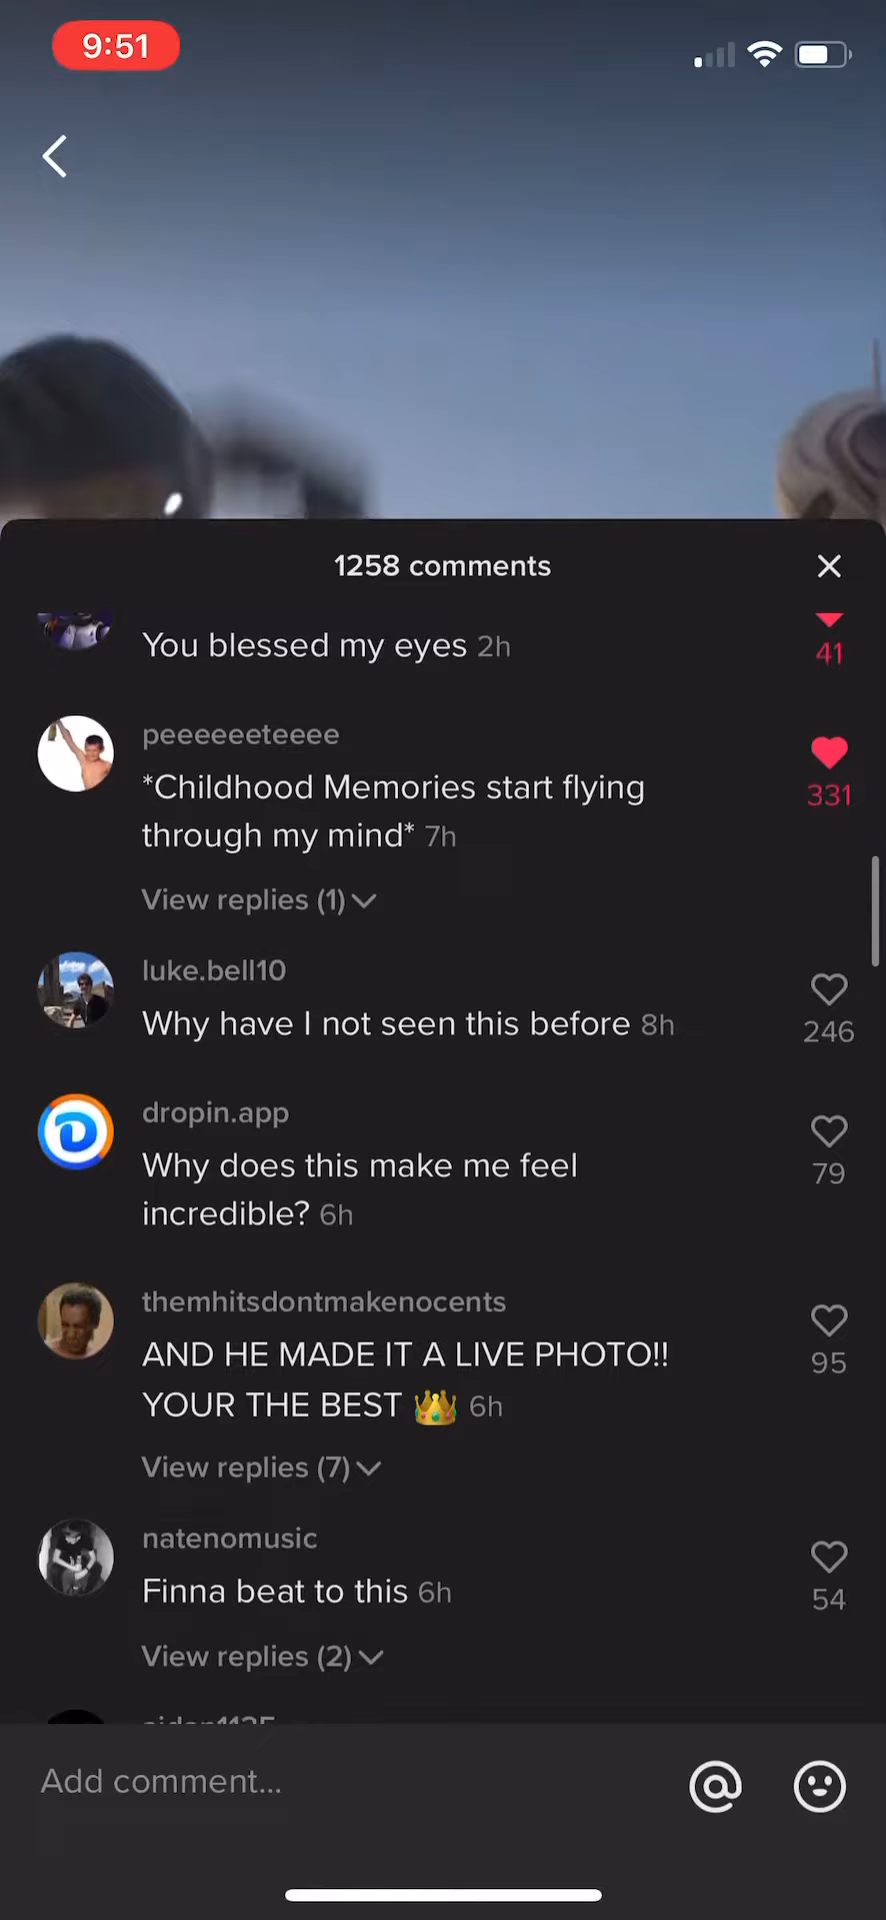 9:51
1258 comments
You blessed my eyes 2h
41
peeeeeeteeee
*Childhood Memories start flying
through my mind* 7h
331
View replies (1)
luke.bell10
Why have I not seen this before 8h
246
dropin.app
Why does this make me feel
incredible? 6h
79
themhitsdontmakenocents
AND HE MADE IT A LIVE PHOTO!!
YOUR THE BEST 👑 6h
95
View replies (7)
natenomusic
Finna beat to this 6h
54
View replies (2)
Add comment...